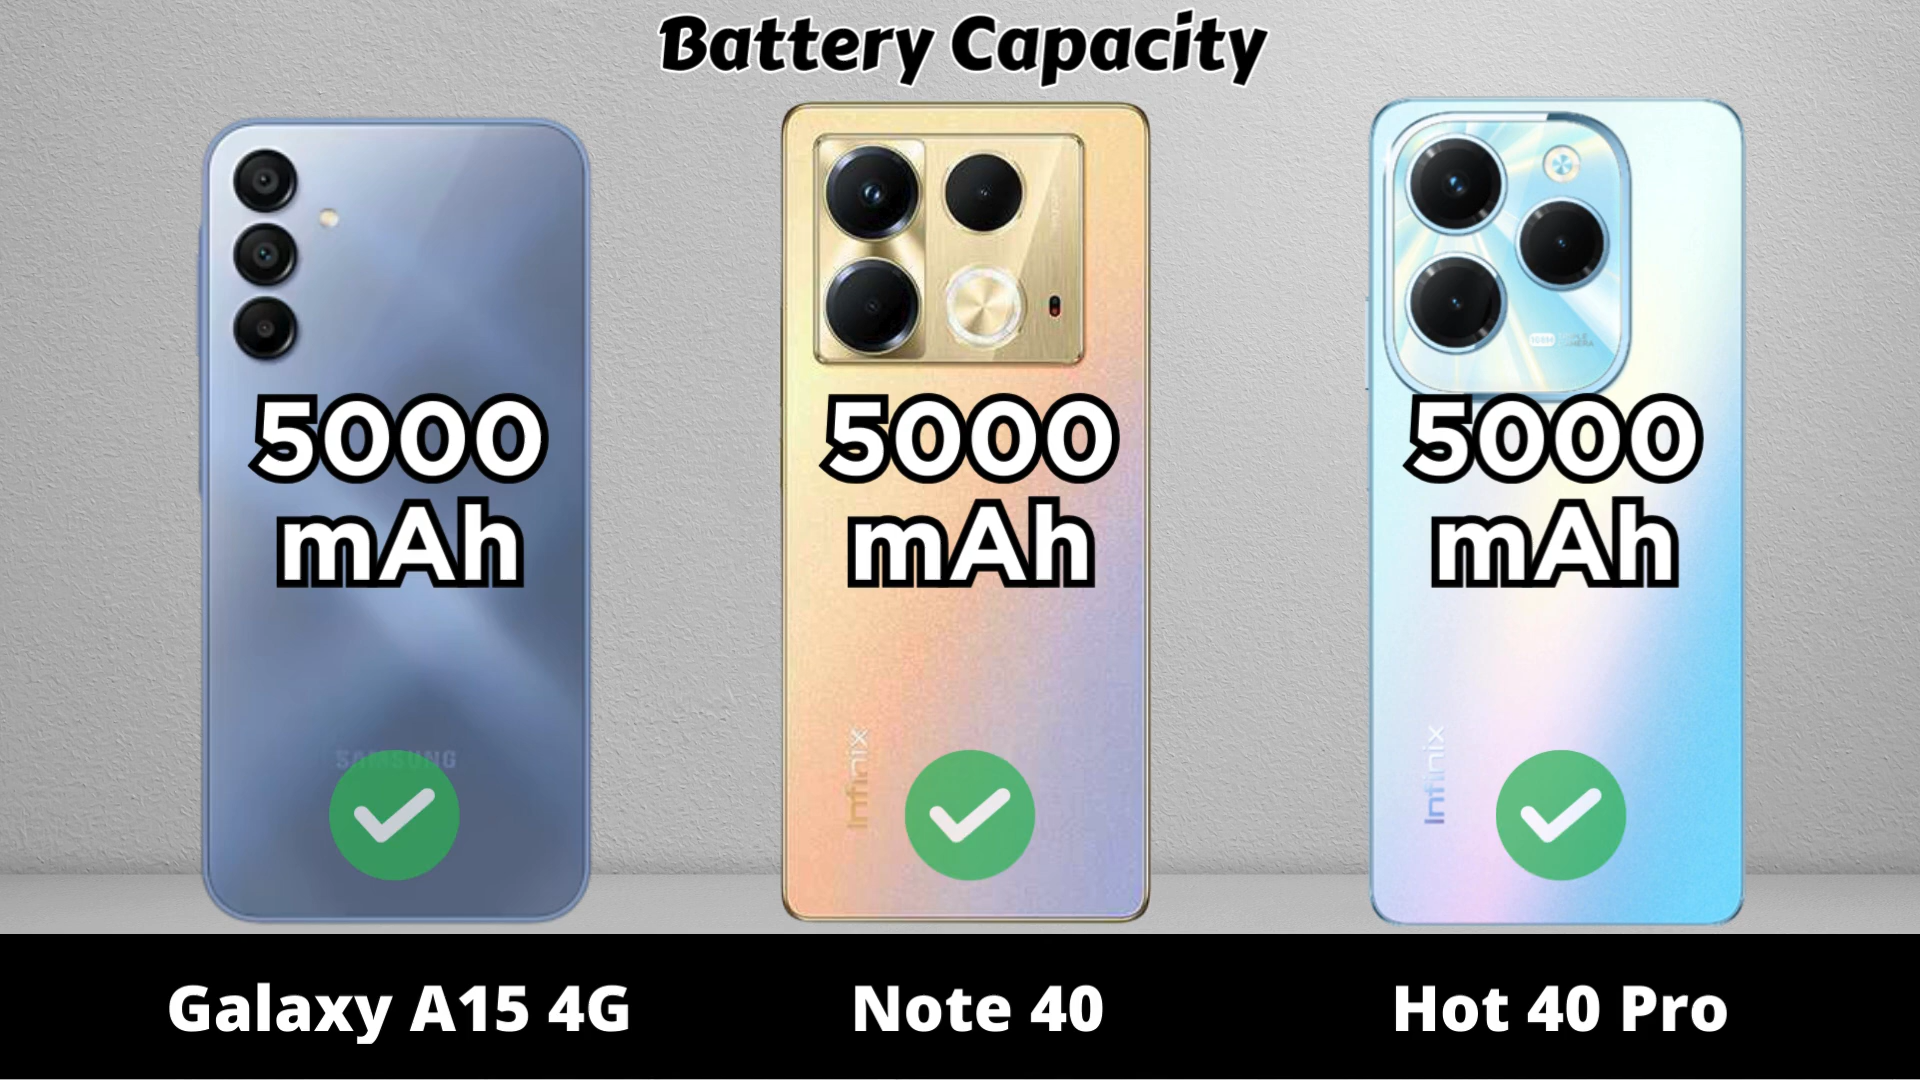 Battery Capacity
5000
mAh
5000
mAh
5000
mAh
108M
SAMSUNG
Infinix
Infinix
Galaxy A15 4G
Note 40
Hot 40 Pro